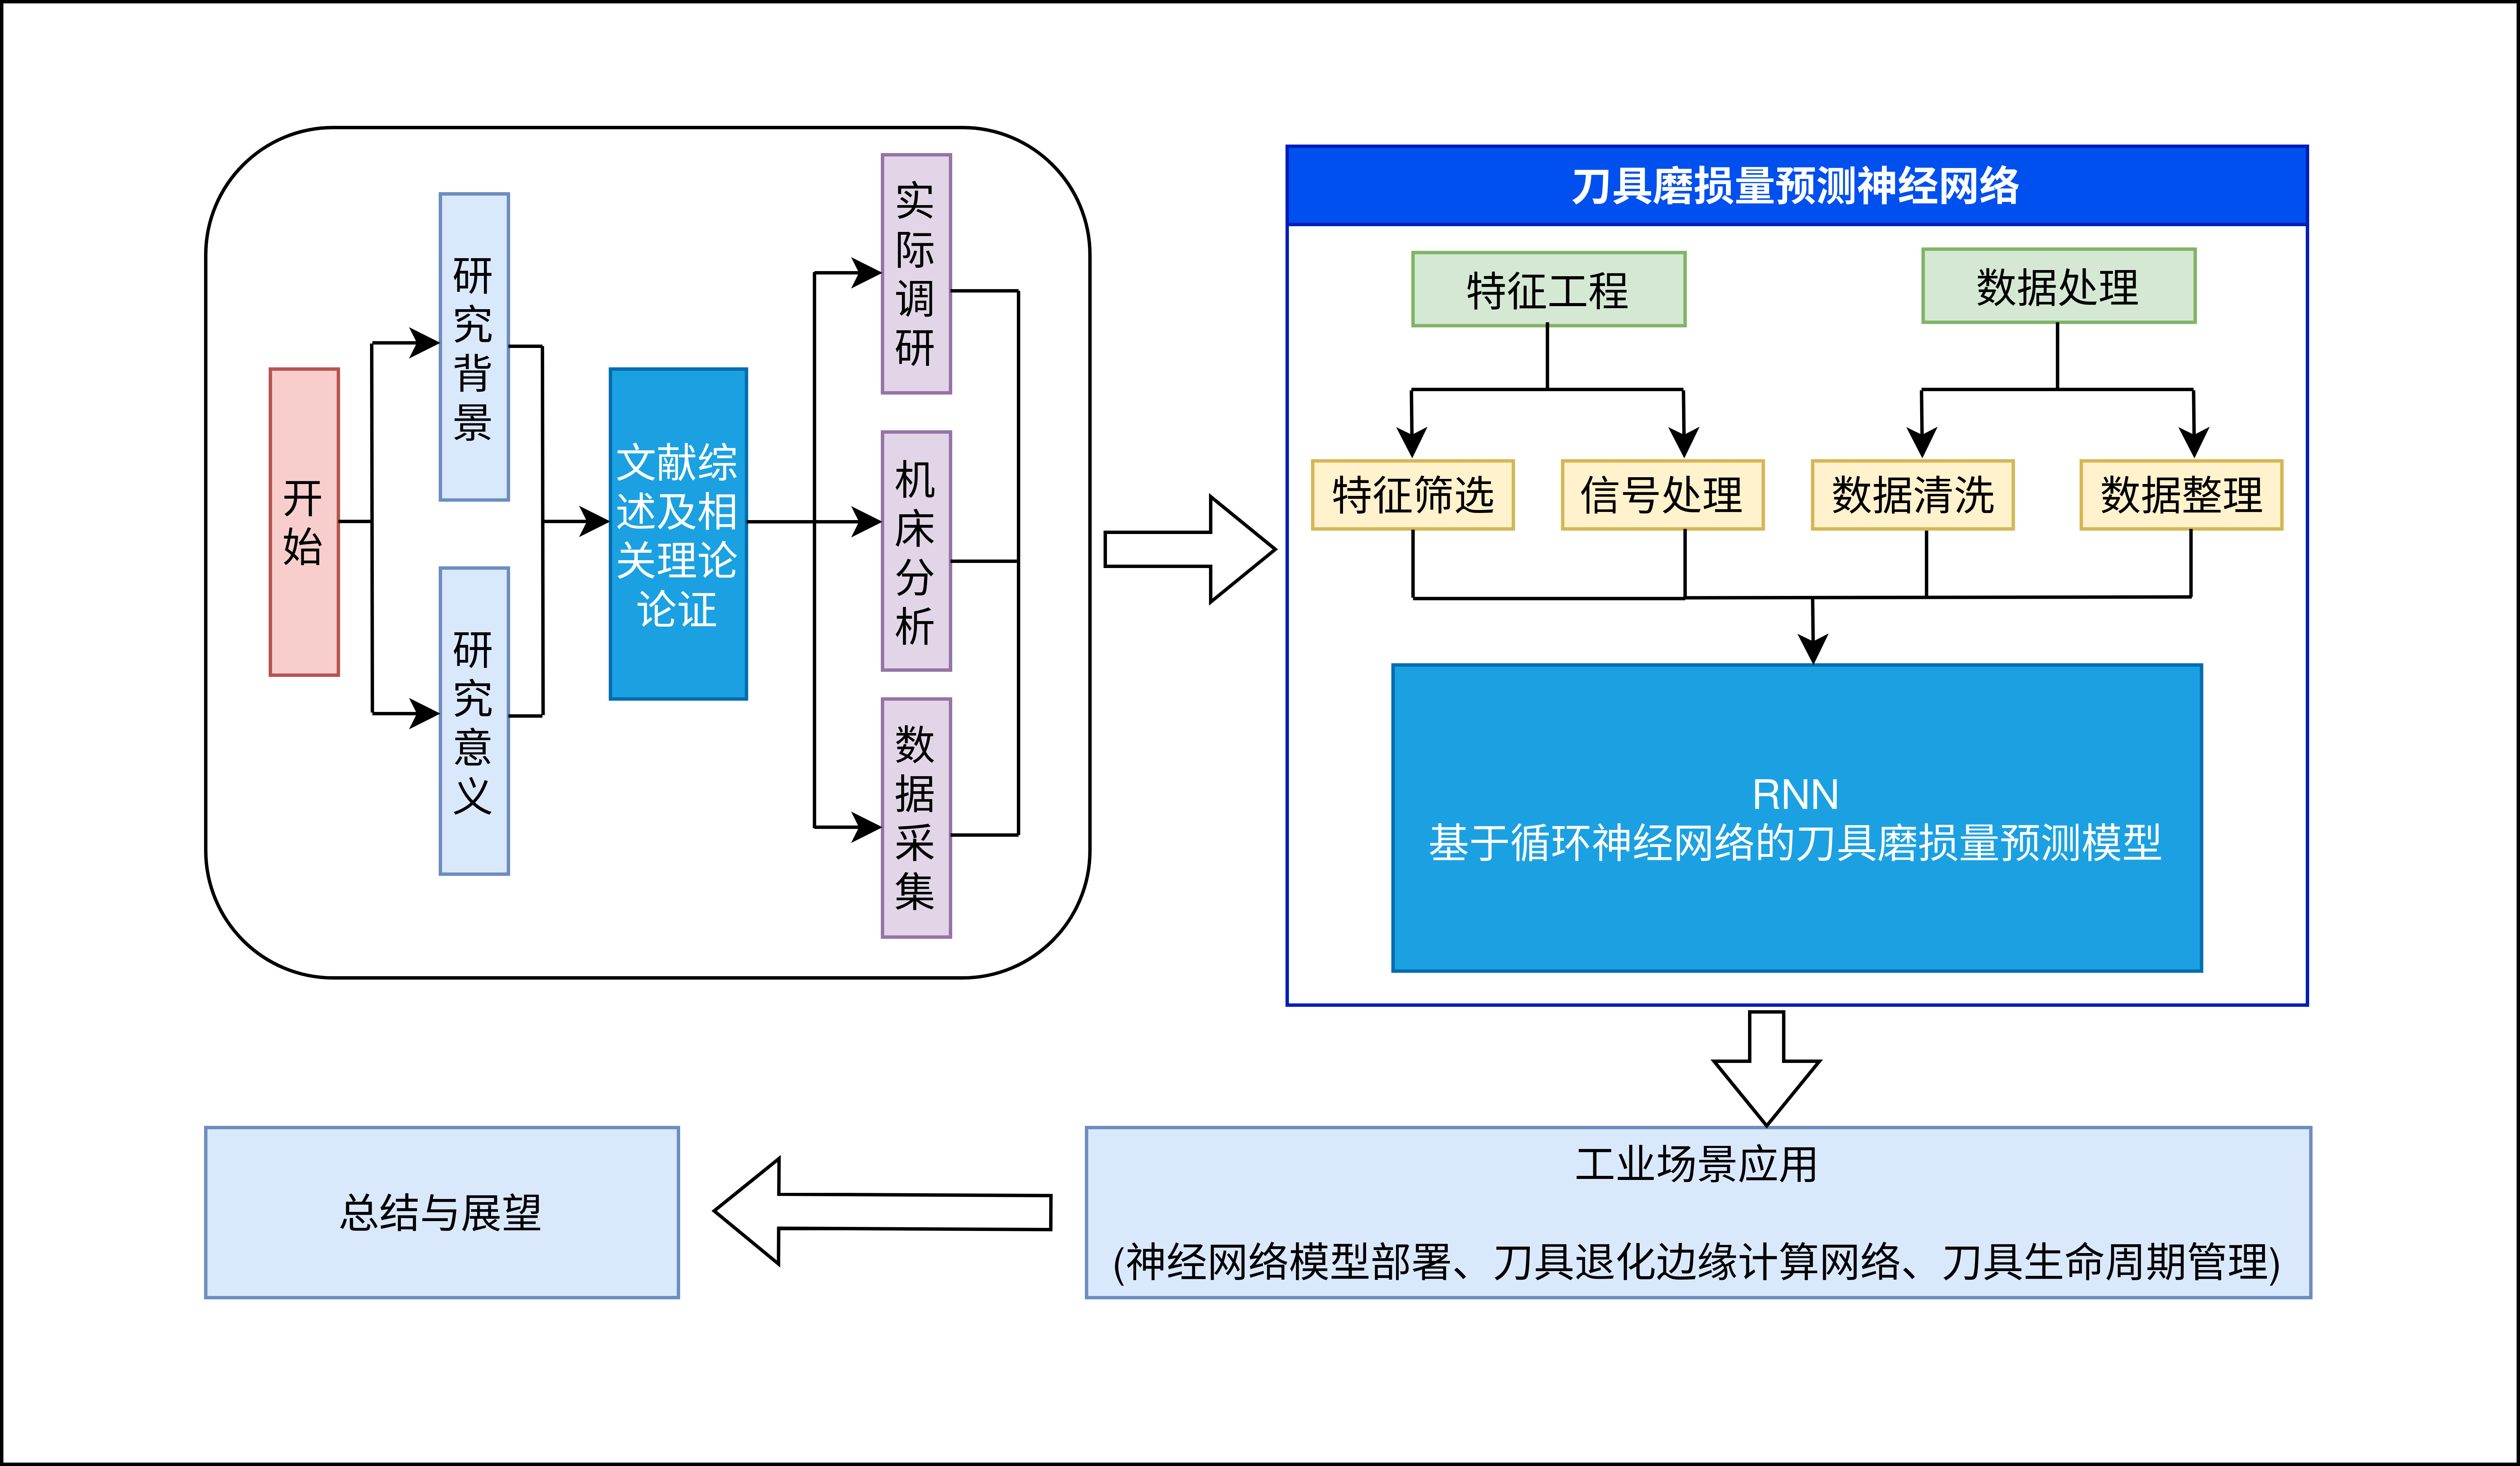 开始
研究背景
研究意义
文献综
述及相
关理论
论证
实际调研
机床分析
数据采集
刀具磨损量预测神经网络
特征工程
数据处理
特征筛选
信号处理
数据清洗
数据整理
RNN
基于循环神经网络的刀具磨损量预测模型
工业场景应用
(神经网络模型部署、刀具退化边缘计算网络、刀具生命周期管理)
总结与展望